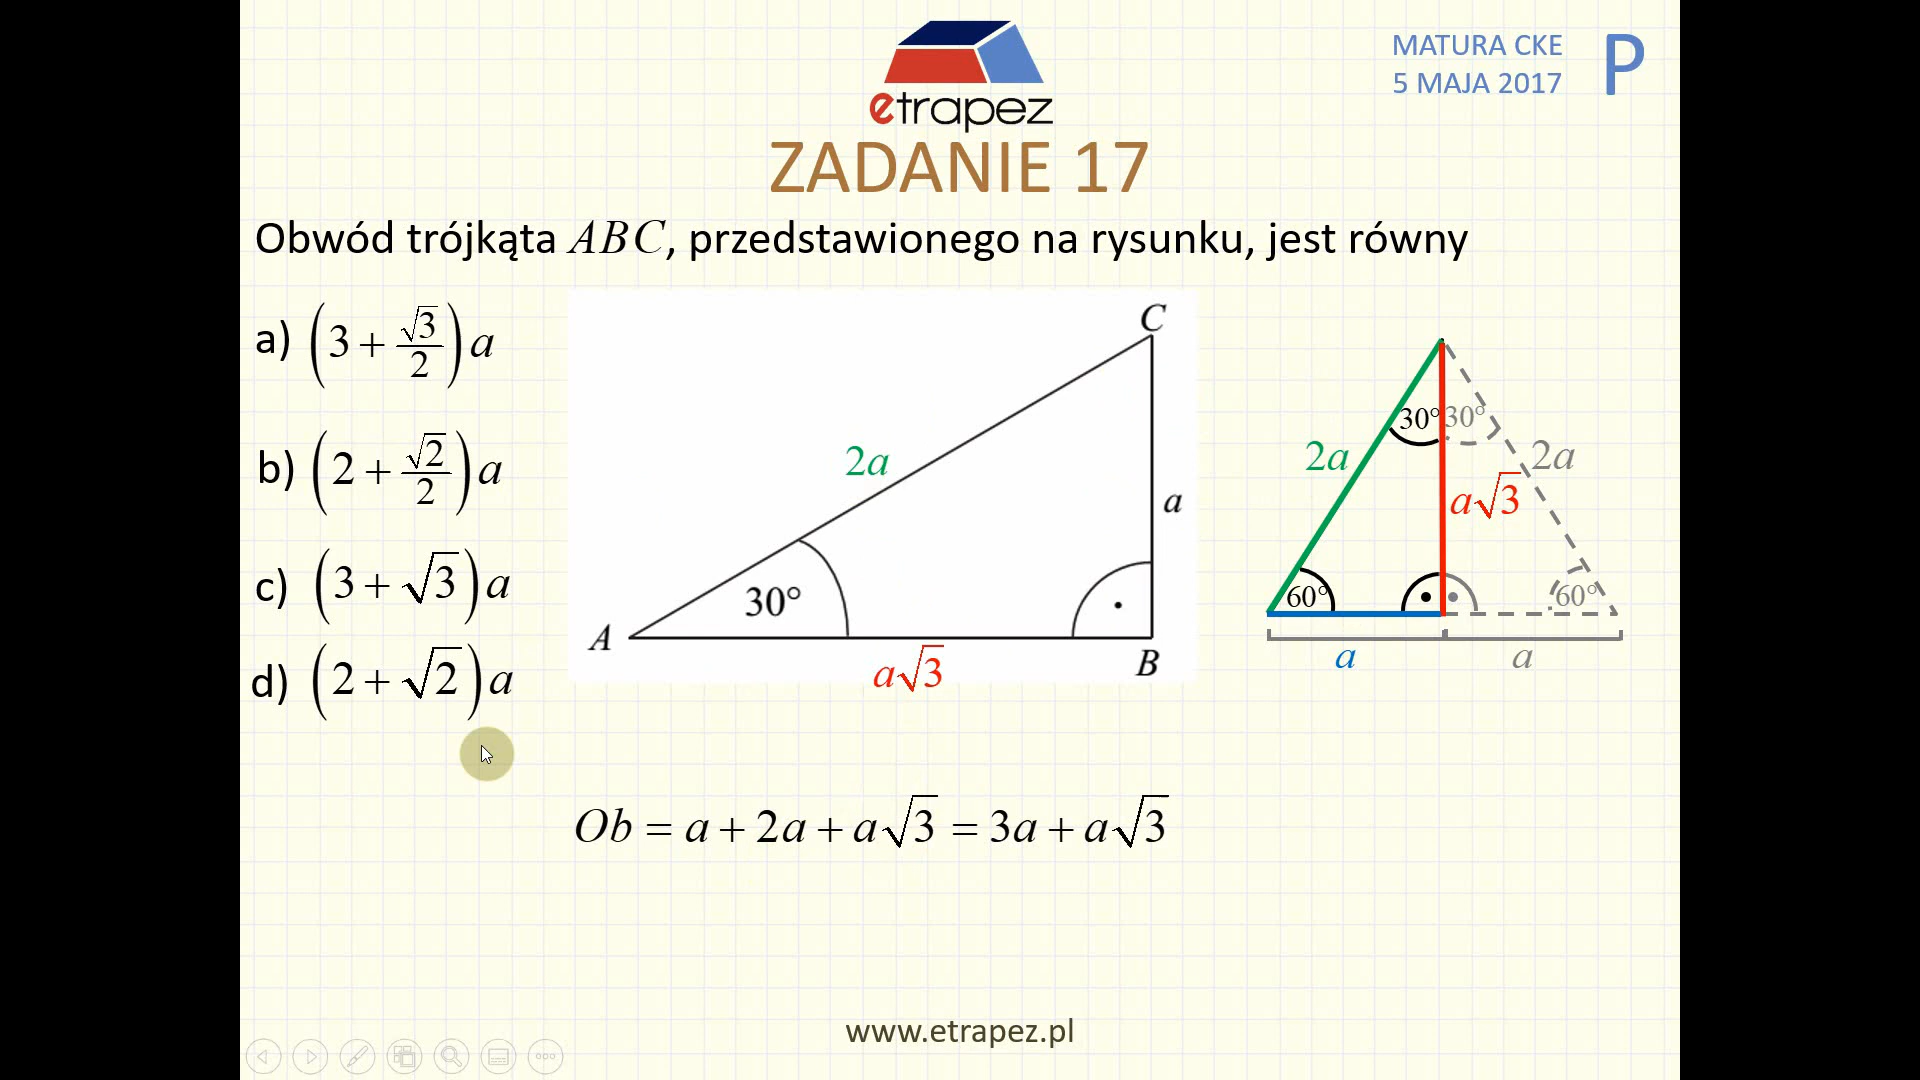 etrapez
MATURA CKE
5 MAJA 2017
P
ZADANIE 17
Obwód trójkąta ABC, przedstawionego na rysunku, jest równy
a) (3 + √3/2) a
b) (2 + √2/2) a
c) (3 + √3) a
d) (2 + √2) a
C
2a
a
30°
A
B
a√3
30°
30°
2a
2a
a√3
60°
60°
a
a
Ob = a + 2a + a√3 = 3a + a√3
www.etrapez.pl